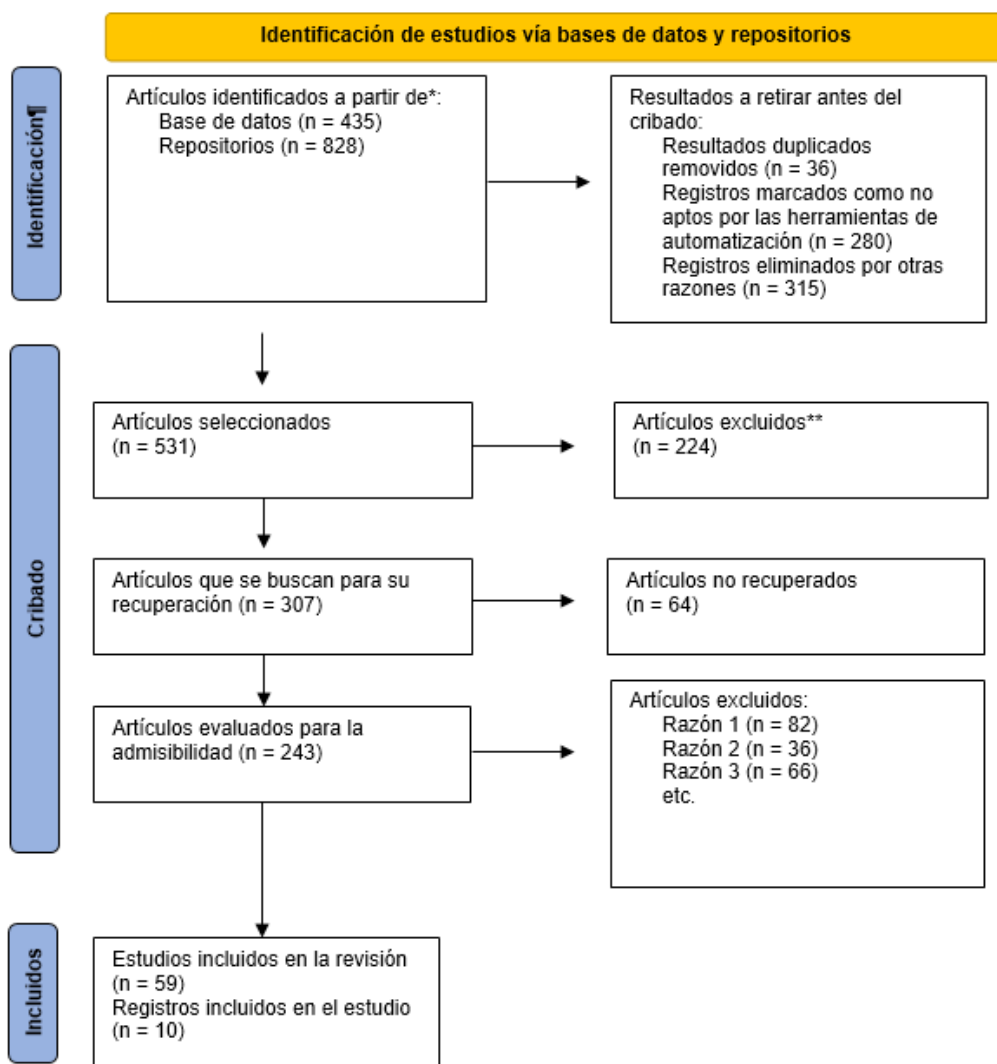 Identificación de estudios vía bases de datos y repositorios
Identificación¶
Artículos identificados a partir de*:
Base de datos (n = 435)
Repositorios (n = 828)
Resultados a retirar antes del
cribado:
Resultados duplicados
removidos (n = 36)
Registros marcados como no
aptos por las herramientas de
automatización (n = 280)
Registros eliminados por otras
razones (n = 315)
Cribado
Artículos seleccionados
(n = 531)
Artículos excluidos**
(n = 224)
Artículos que se buscan para su
recuperación (n = 307)
Artículos no recuperados
(n = 64)
Artículos evaluados para la
admisibilidad (n = 243)
Artículos excluidos:
Razón 1 (n = 82)
Razón 2 (n = 36)
Razón 3 (n = 66)
etc.
Incluidos
Estudios incluidos en la revisión
(n = 59)
Registros incluidos en el estudio
(n = 10)